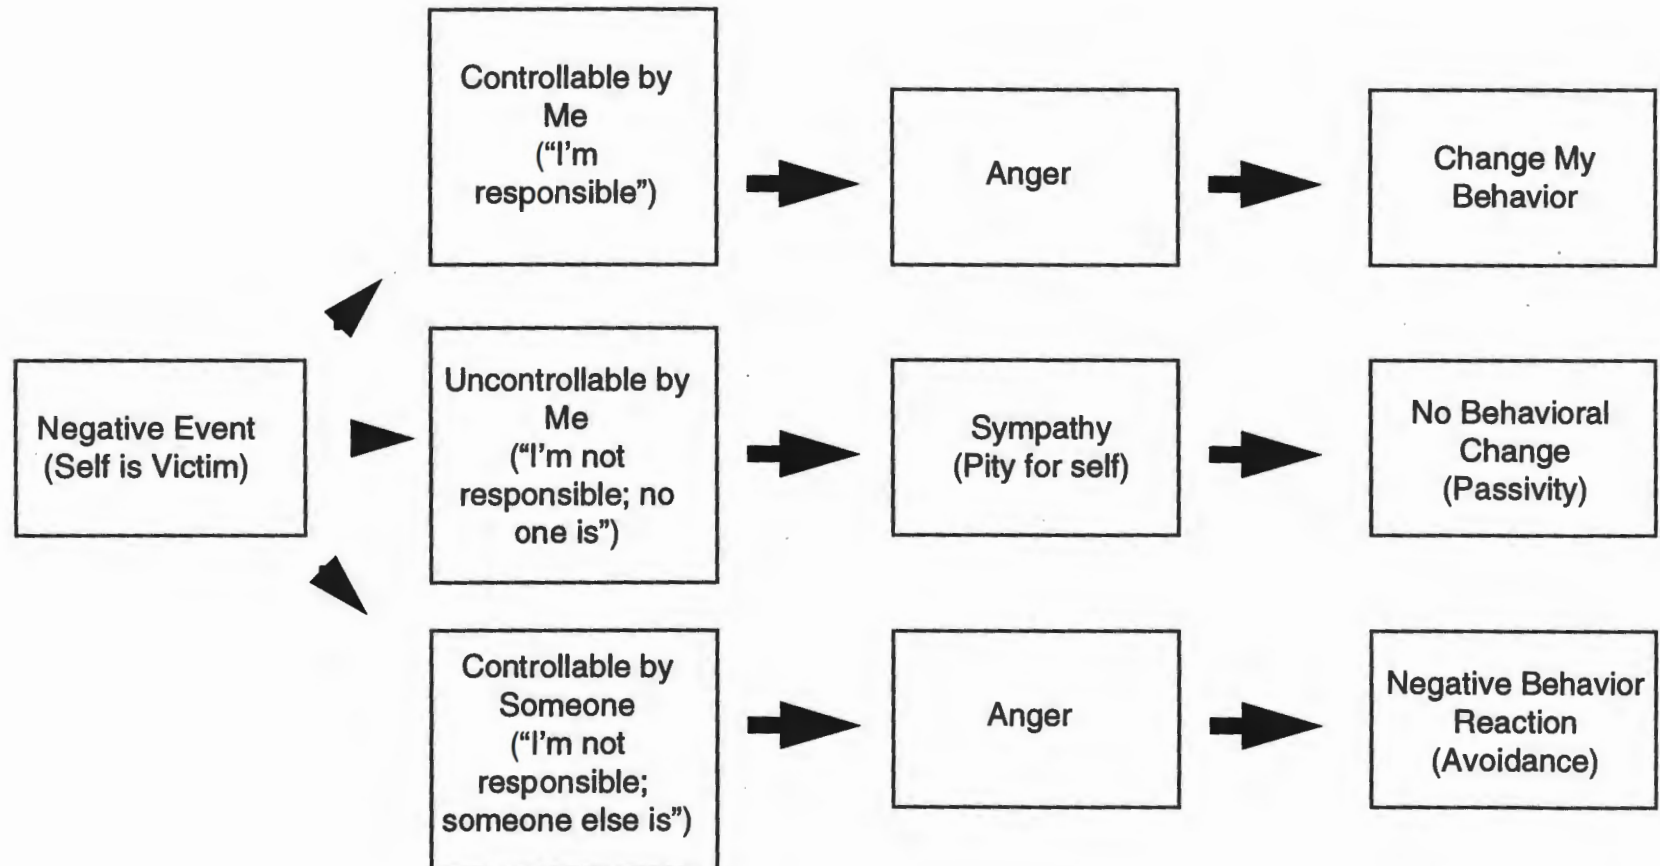 Negative Event
(Self is Victim)
Controllable by
Me
(“I'm
responsible”)
Anger
Change My
Behavior
Uncontrollable by
Me
(“I'm not
responsible; no
one is”)
Sympathy
(Pity for self)
No Behavioral
Change
(Passivity)
Controllable by
Someone
(“I'm not
responsible;
someone else is”)
Anger
Negative Behavior
Reaction
(Avoidance)